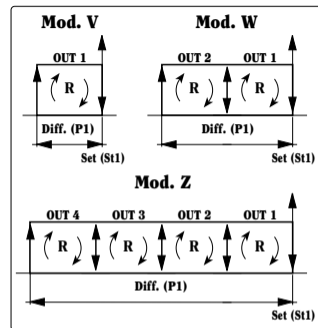 Mod. V
OUT 1
R
Diff. (P1)
Set (St1)
Mod. W
OUT 2 OUT 1
R R
Diff. (P1)
Set (St1)
Mod. Z
OUT 4 OUT 3 OUT 2 OUT 1
R R R R
Diff. (P1)
Set (St1)